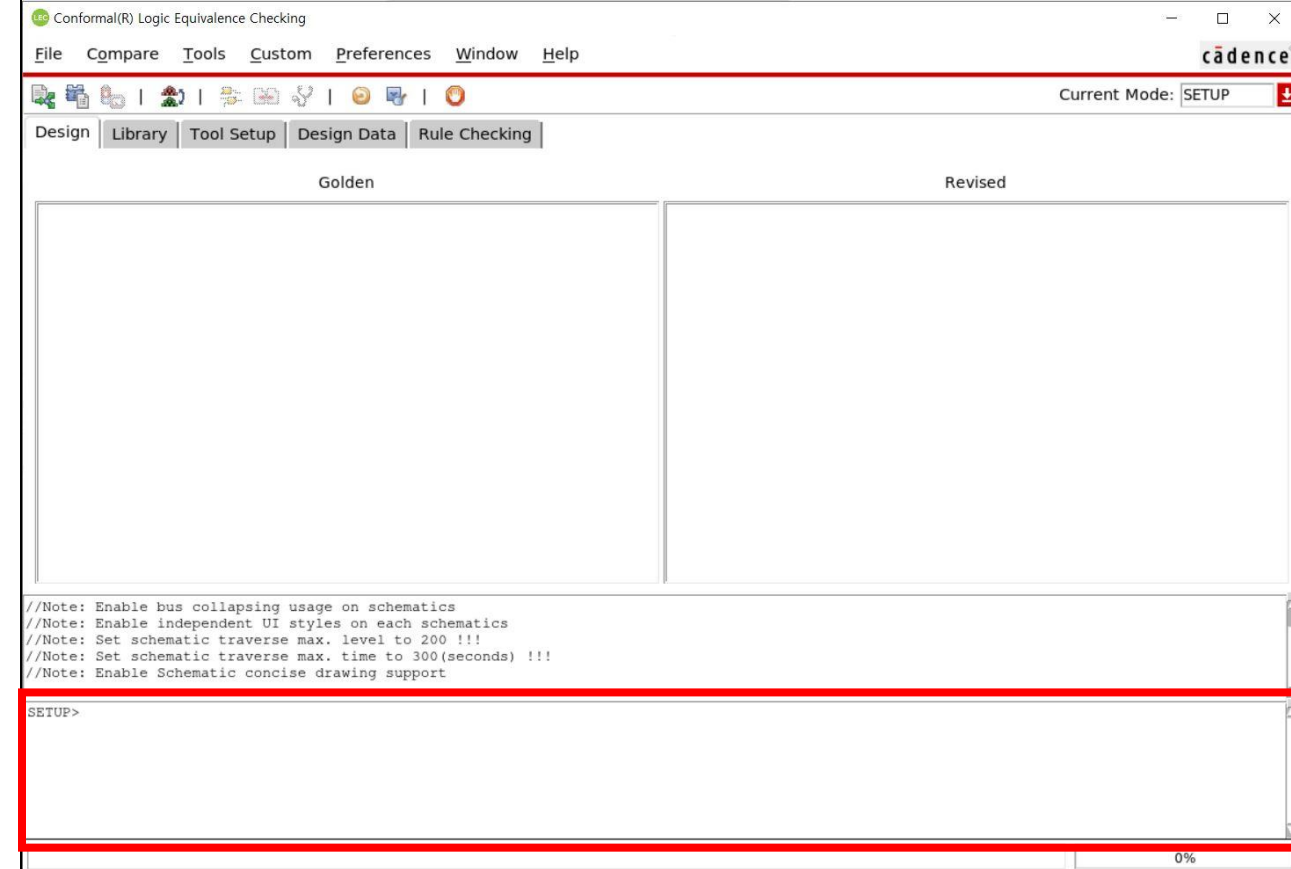 LEC Conformal(R) Logic Equivalence Checking
File Compare Tools Custom Preferences Window Help
cādence
Current Mode: SETUP
Design Library Tool Setup Design Data Rule Checking
Golden Revised
//Note: Enable bus collapsing usage on schematics
//Note: Enable independent UI styles on each schematics
//Note: Set schematic traverse max. level to 200 !!!
//Note: Set schematic traverse max. time to 300(seconds) !!!
//Note: Enable Schematic concise drawing support
SETUP>
0%